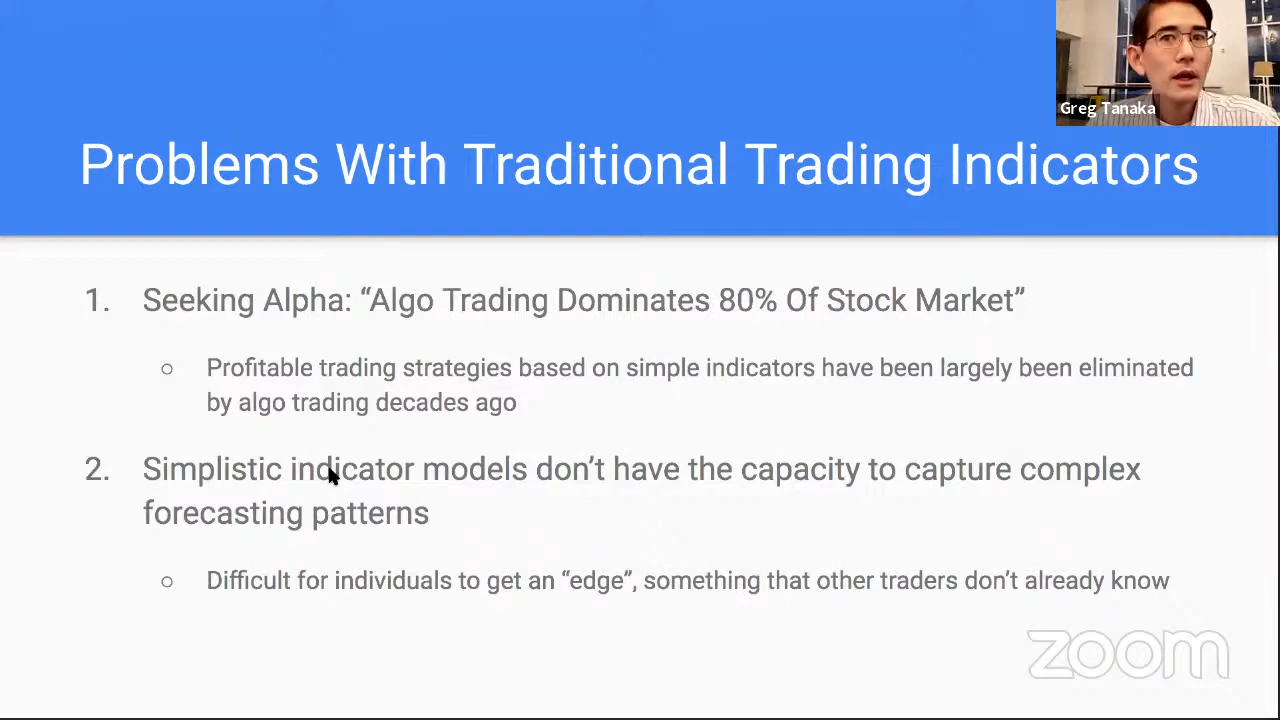 Greg Tanaka
Problems With Traditional Trading Indicators
1. Seeking Alpha: “Algo Trading Dominates 80% Of Stock Market”
○ Profitable trading strategies based on simple indicators have been largely been eliminated
by algo trading decades ago
2. Simplistic indicator models don’t have the capacity to capture complex
forecasting patterns
○ Difficult for individuals to get an “edge”, something that other traders don’t already know
zoom